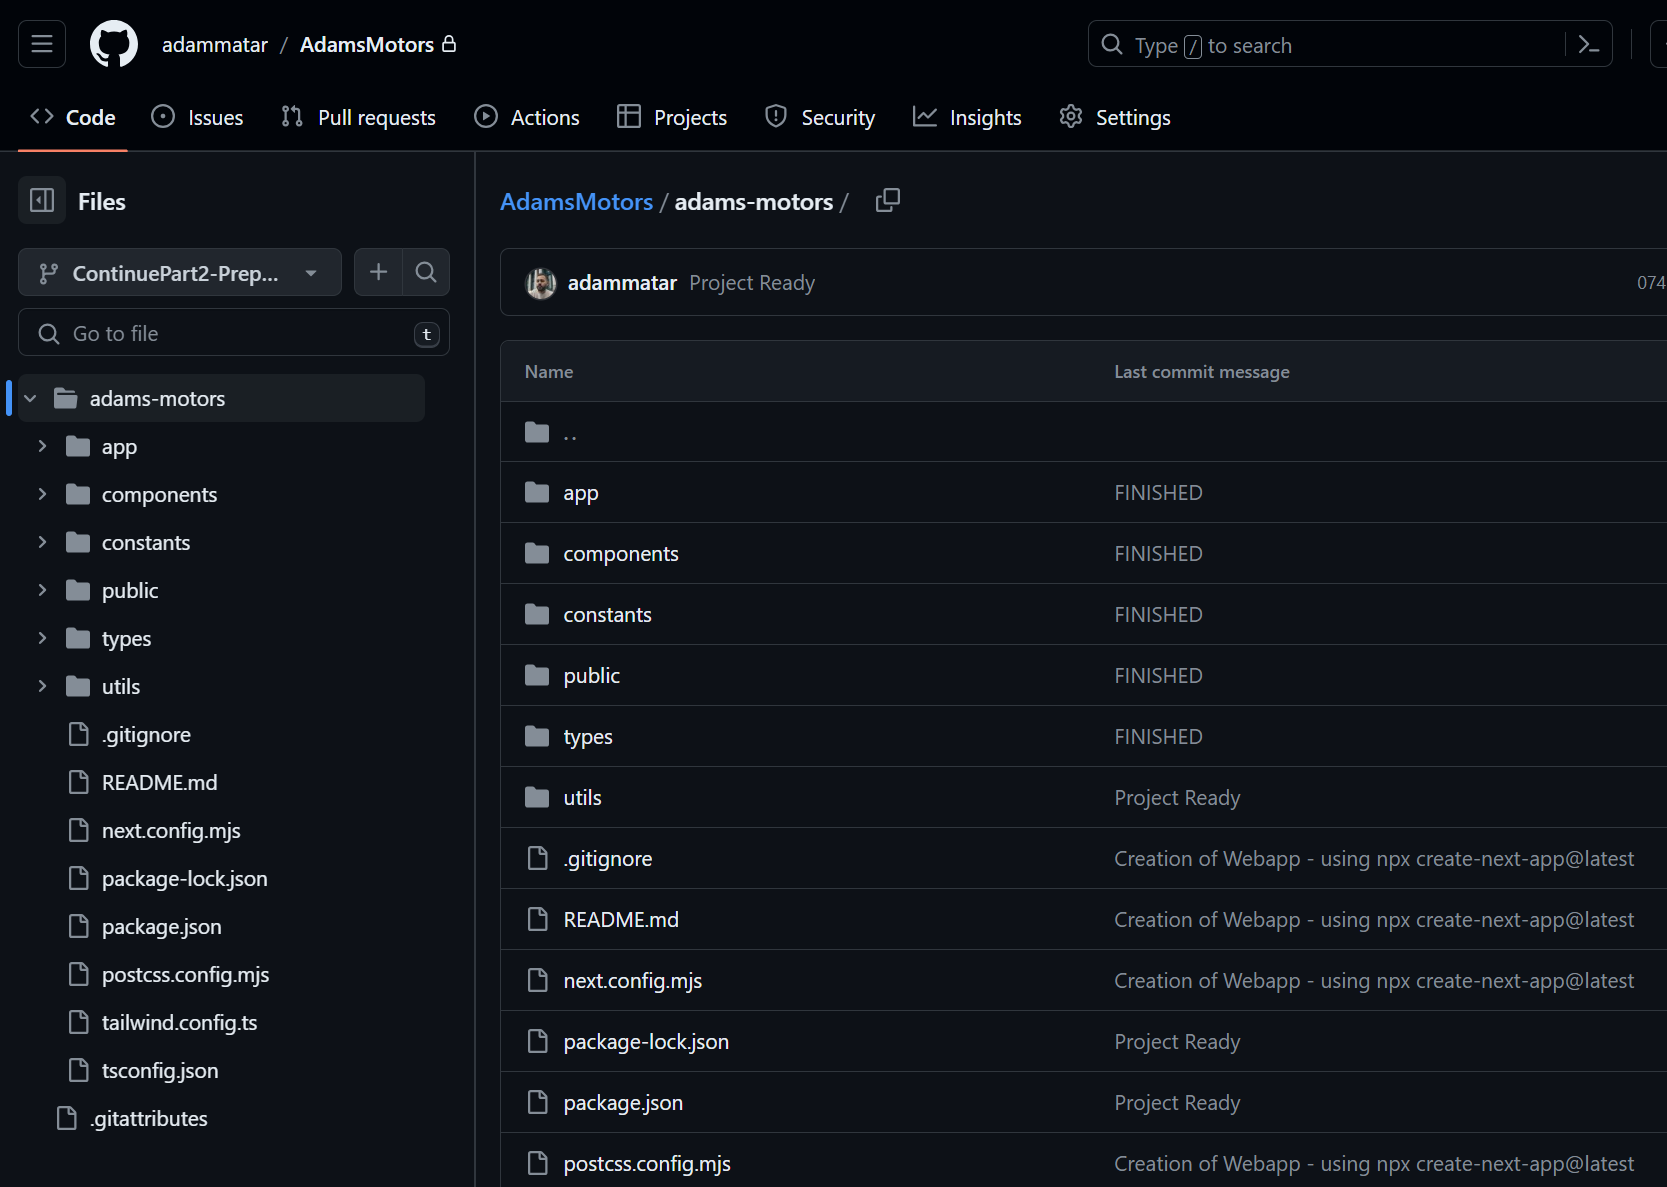 adammatar / AdamsMotors
Type / to search
Code
Issues
Pull requests
Actions
Projects
Security
Insights
Settings
Files
ContinuePart2-Prep...
Go to file
t
adams-motors
app
components
constants
public
types
utils
.gitignore
README.md
next.config.mjs
package-lock.json
package.json
postcss.config.mjs
tailwind.config.ts
tsconfig.json
.gitattributes
AdamsMotors / adams-motors /
adammatar Project Ready
074
Name Last commit message
..
app FINISHED
components FINISHED
constants FINISHED
public FINISHED
types FINISHED
utils Project Ready
.gitignore Creation of Webapp - using npx create-next-app@latest
README.md Creation of Webapp - using npx create-next-app@latest
next.config.mjs Creation of Webapp - using npx create-next-app@latest
package-lock.json Project Ready
package.json Project Ready
postcss.config.mjs Creation of Webapp - using npx create-next-app@latest